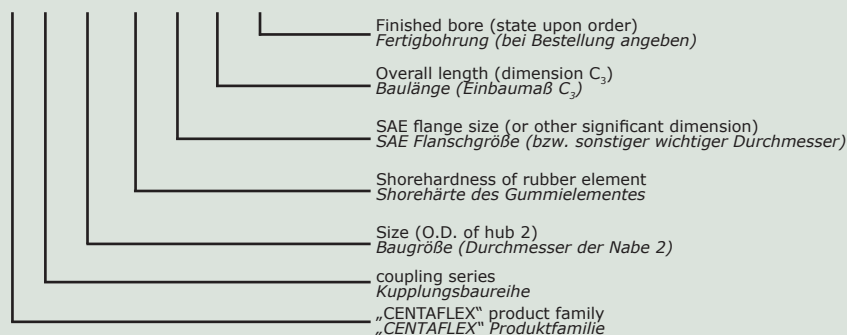 Finished bore (state upon order)
Fertigbohrung (bei Bestellung angeben)
Overall length (dimension C₃)
Baulänge (Einbaumaß C₃)
SAE flange size (or other significant dimension)
SAE Flanschgröße (bzw. sonstiger wichtiger Durchmesser)
Shorehardness of rubber element
Shorehärte des Gummielementes
Size (O.D. of hub 2)
Baugröße (Durchmesser der Nabe 2)
coupling series
Kupplungsbaureihe
„CENTAFLEX“ product family
„CENTAFLEX“ Produktfamilie